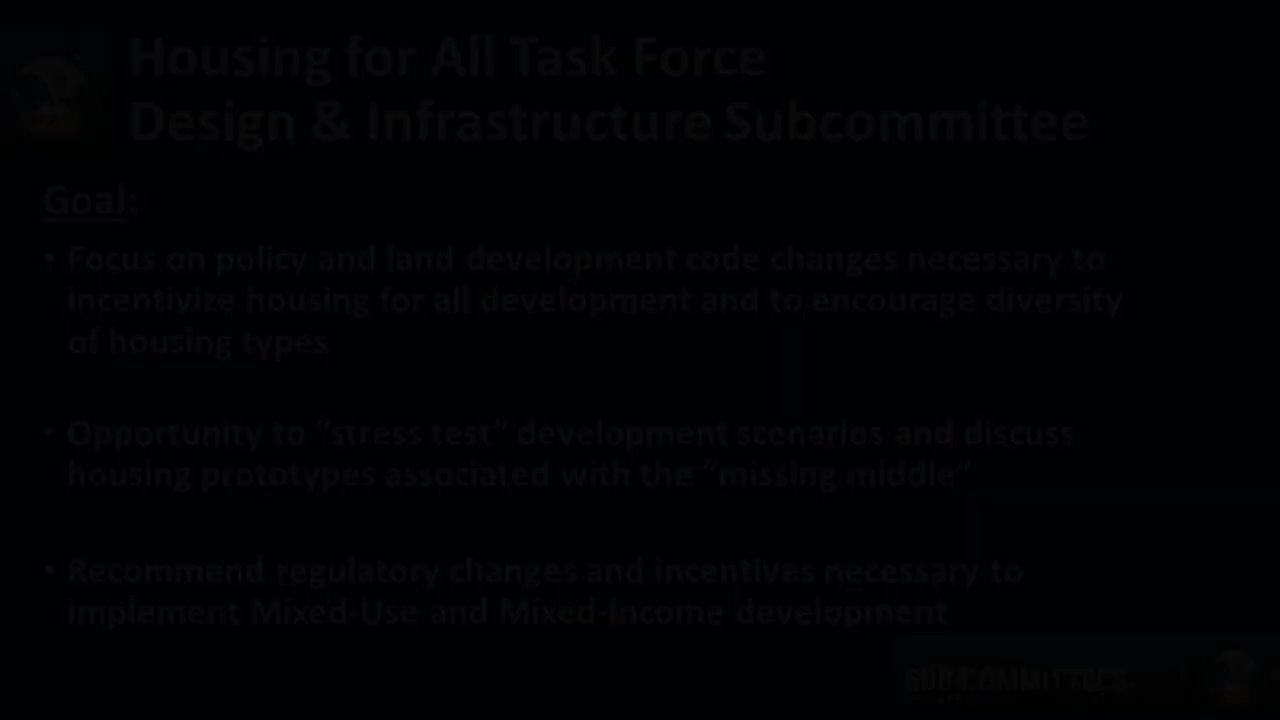 Housing for All Task Force
Design & Infrastructure Subcommittee
Goal:
• Focus on policy and land development code changes necessary to
incentivize housing for all development and to encourage diversity
of housing types
• Opportunity to “stress test” development scenarios and discuss
housing prototypes associated with the “missing middle”
• Recommend regulatory changes and incentives necessary to
implement Mixed-Use and Mixed-Income development